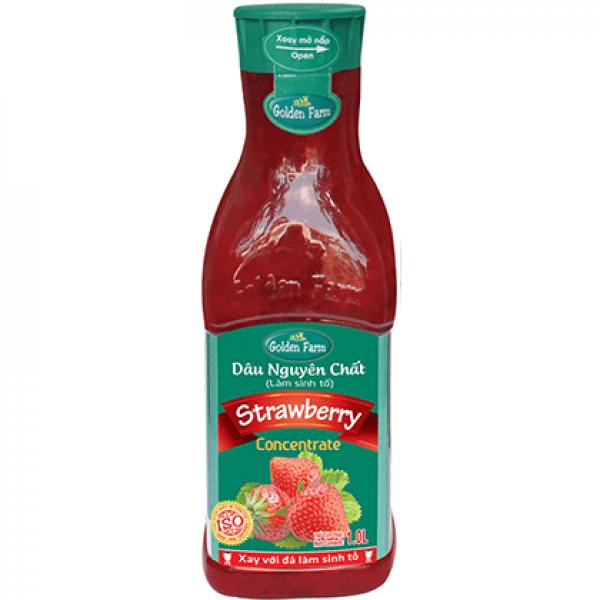 Xoay mở nắp
Open
Golden Farm
Golden Farm
Golden Farm
Dâu Nguyên Chất
(Làm sinh tố)
Strawberry
Concentrate
ISO
1.0L
Xay với đá làm sinh tố